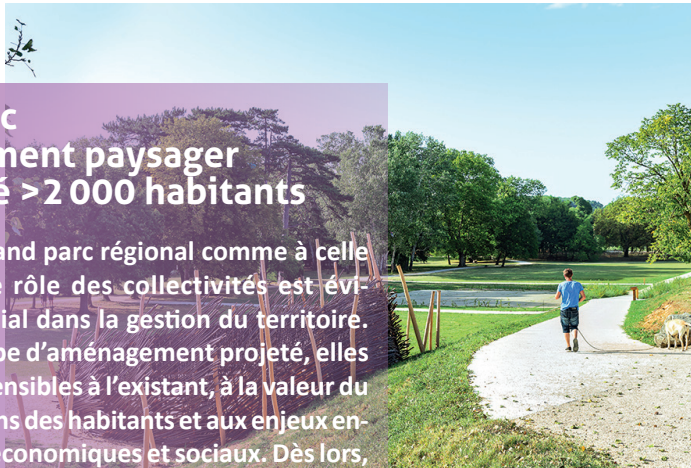 c
ment paysager
é >2 000 habitants
and parc régional comme à celle
e rôle des collectivités est évi-
ial dans la gestion du territoire.
pe d’aménagement projeté, elles
ensibles à l’existant, à la valeur du
ns des habitants et aux enjeux en-
conomiques et sociaux. Dès lors,